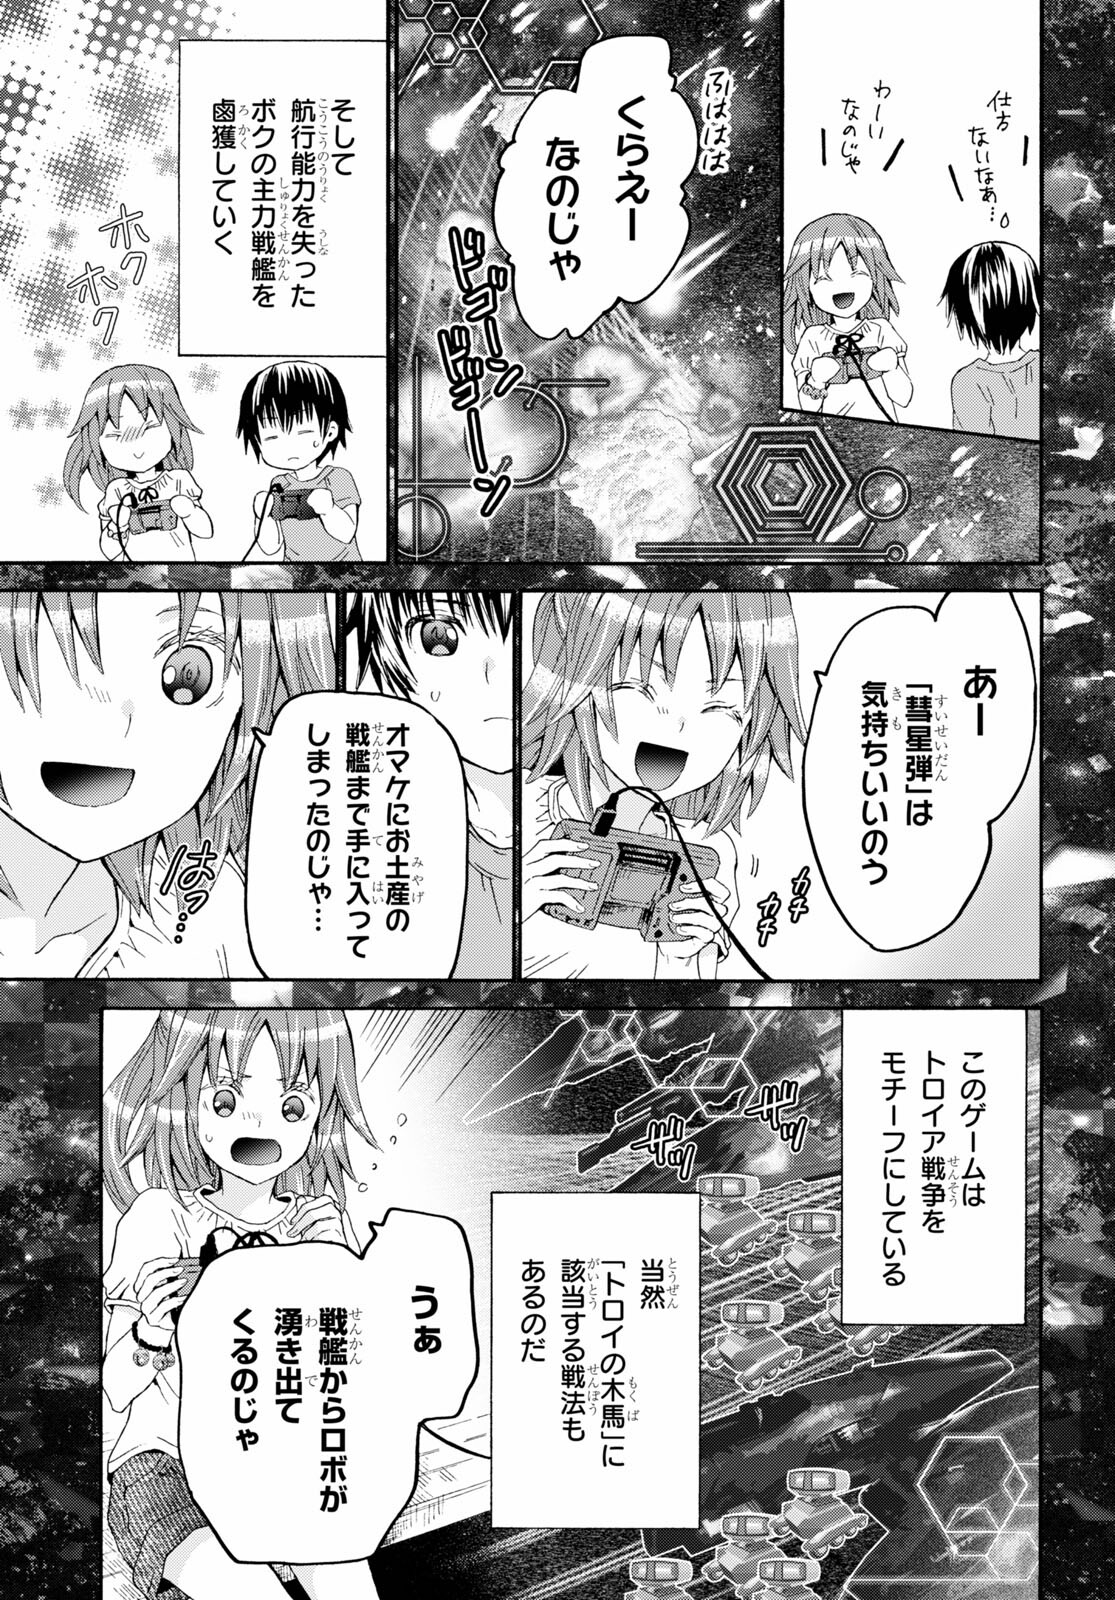 仕方
ないなあ…
わーい
なのじゃ
ふははは
くらえー
なのじゃ
ドゴーン
ドドゴーン
そして
航行能力を失った
ボクの主力戦艦を
鹵獲していく
ホク
ホク
あー
「彗星弾」は
気持ちいいのう
カチ
カチ
オマケにお土産の
戦艦まで手に入って
しまったのじゃ…
はっ…
このゲームは
トロイア戦争を
モチーフにしている
ザザ
ザザ
当然
「トロイの木馬」に
該当する戦法も
あるのだ
うぁ
戦艦からロボが
湧き出て
くるのじゃ